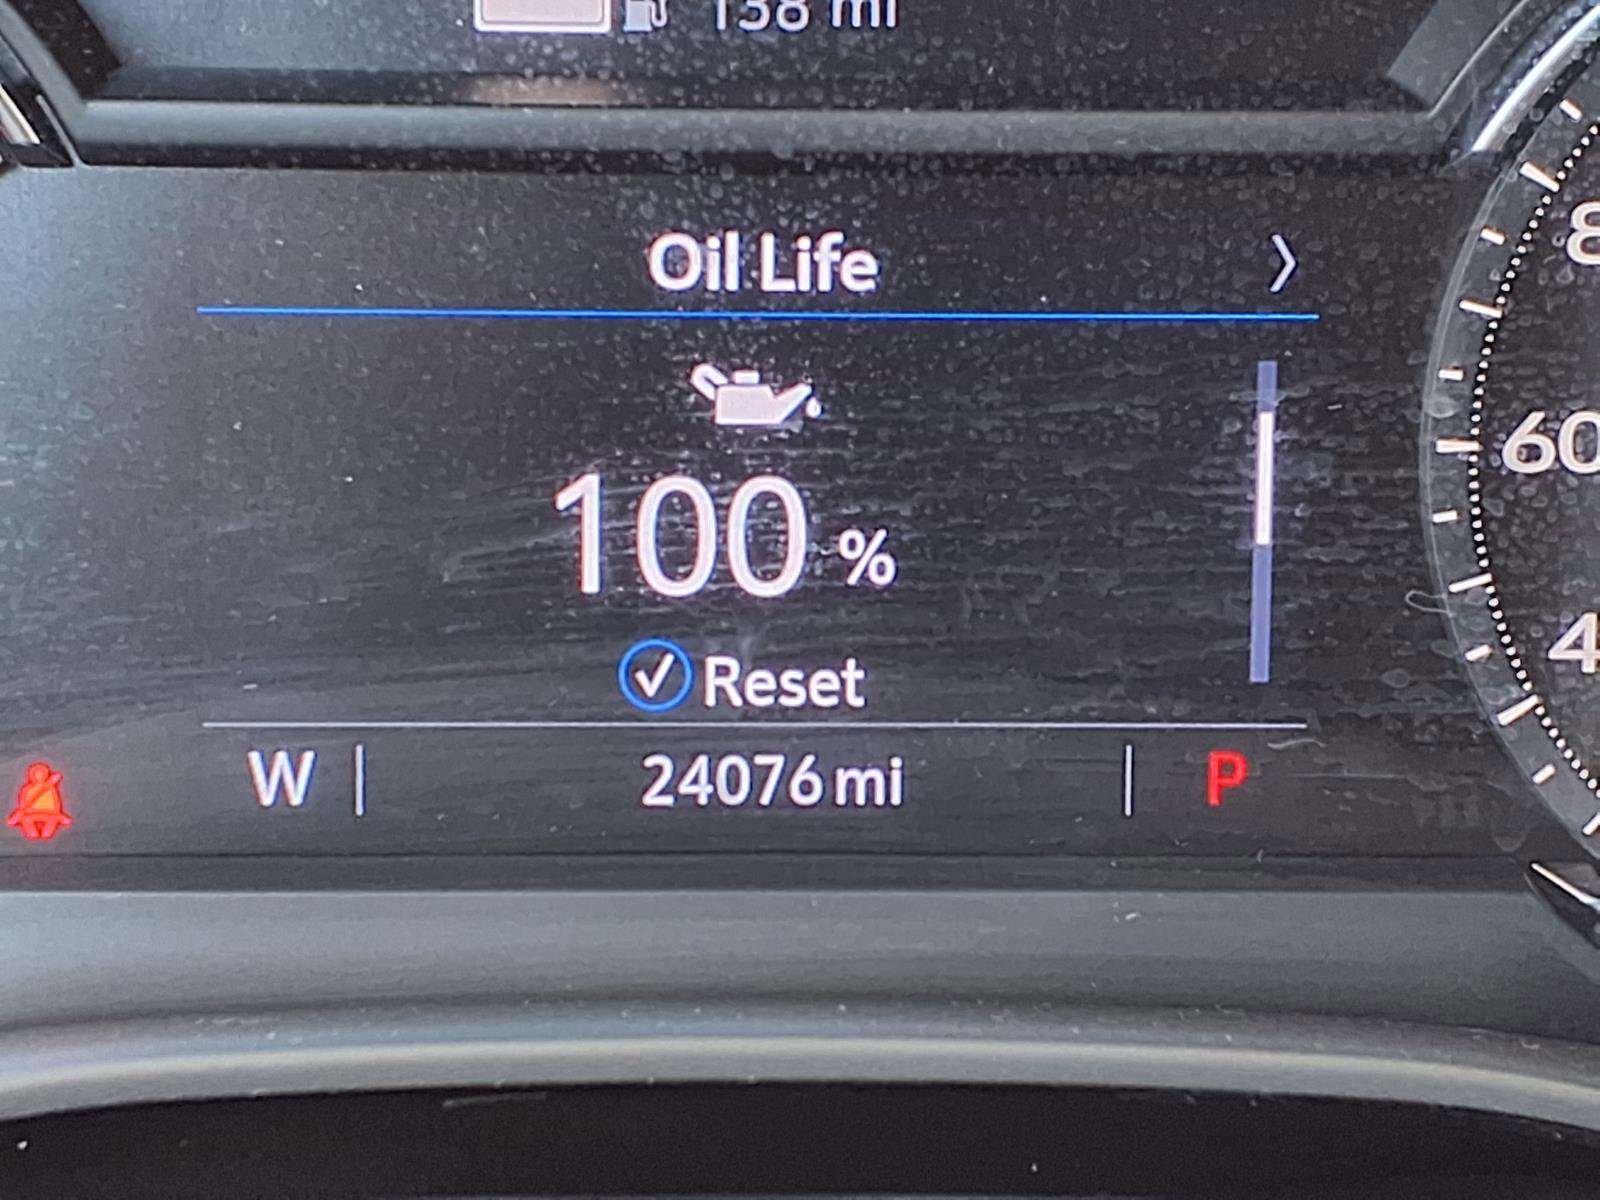 138 mi
Oil Life
100 %
Reset
W 24076 mi P
60